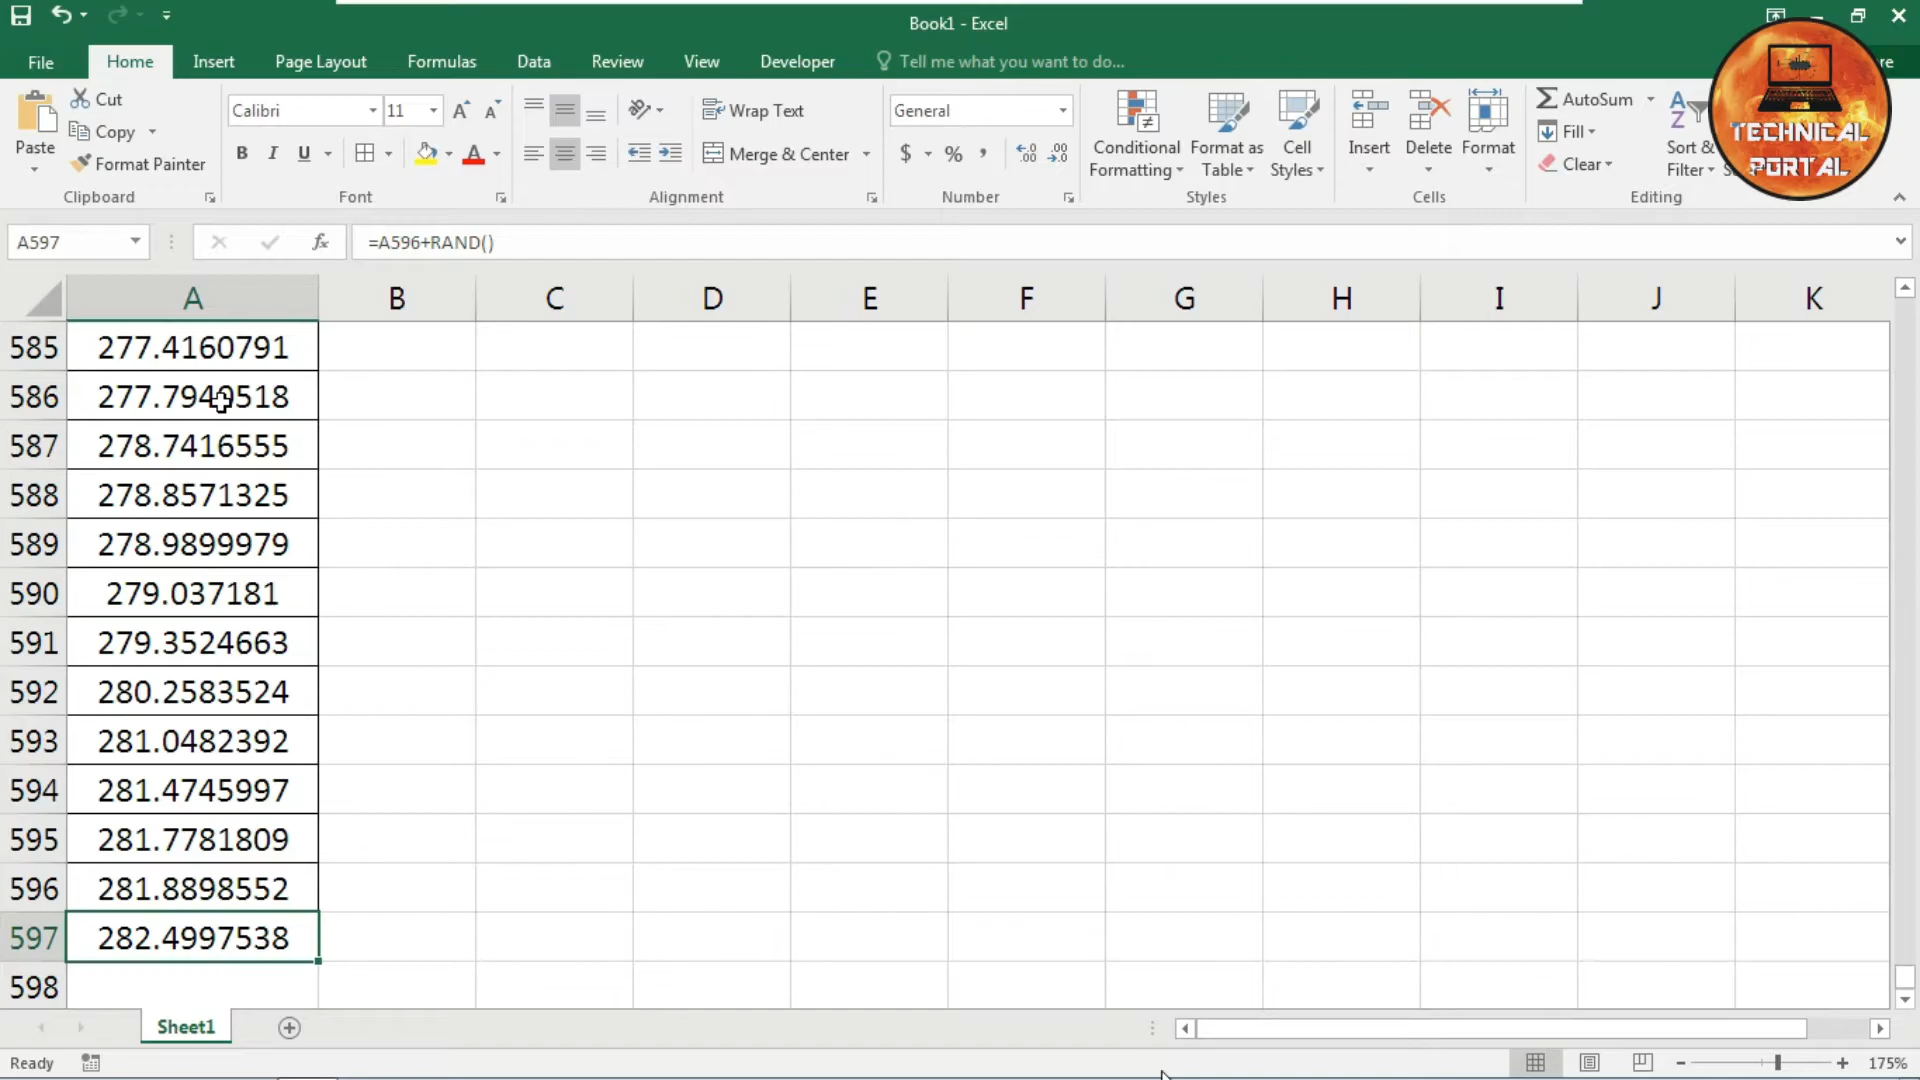 Book1 - Excel
File Home Insert Page Layout Formulas Data Review View Developer Tell me what you want to do...
Cut
Copy
Format Painter
Paste
Clipboard
Calibri 11
B I U A
Font
Wrap Text
Merge & Center
Alignment
General
$ % ,
Number
Conditional Formatting
Format as Table
Cell Styles
Styles
Insert Delete Format
Cells
AutoSum
Fill
Clear
Sort &
Filter
Editing
TECHNICAL
PORTAL
A597 fx =A596+RAND()
A B C D E F G H I J K
585 277.4160791
586
587 278.7416555
588 278.8571325
589 278.9899979
590 279.037181
591 279.3524663
592 280.2583524
593 281.0482392
594 281.4745997
595 281.7781809
596 281.8898552
597 282.4997538
598
Sheet1
Ready 175%